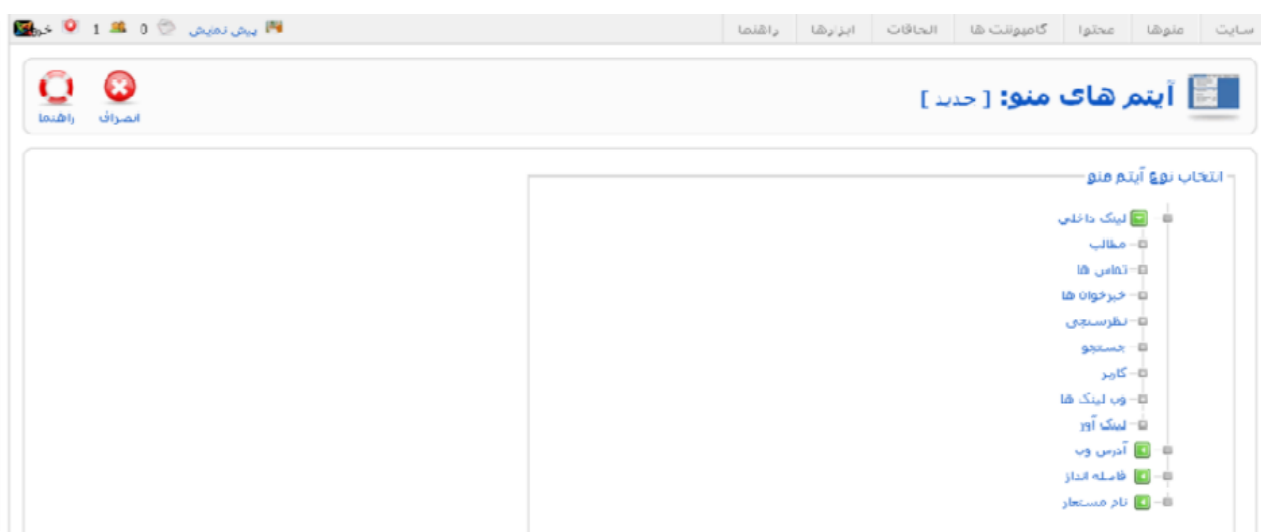 سایت منوها محتوا کامپوننت ها الحاقات ابزارها راهنما
پیش نمایش 0 1
آیتم های منو: [ جدید ]
انصراف راهنما
انتخاب نوع آیتم منو
لینک داخلی
مطالب
تماس ها
خبرخوان ها
نظرسنجی
جستجو
کاربر
وب لینک ها
لینک آور
آدرس وب
فاصله انداز
نام مستعار